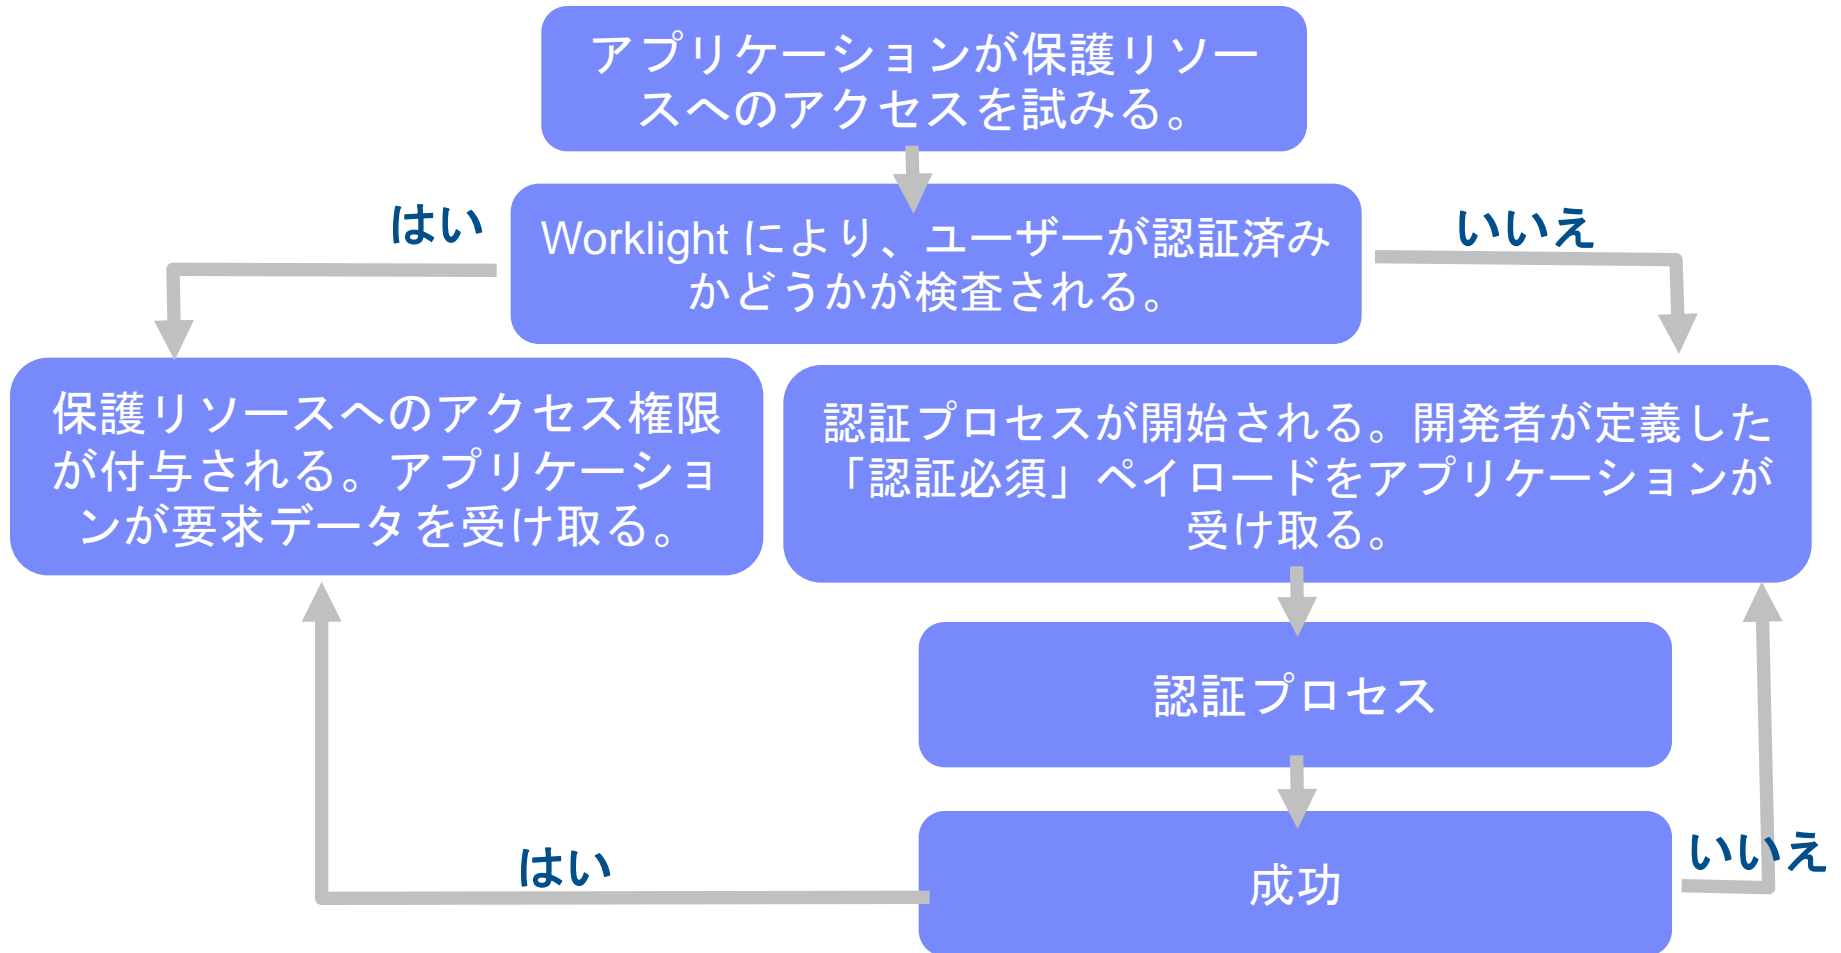 アプリケーションが保護リソー
スへのアクセスを試みる。
はい
Worklight により、ユーザーが認証済み
かどうかが検査される。
いいえ
保護リソースへのアクセス権限
が付与される。アプリケーショ
ンが要求データを受け取る。
認証プロセスが開始される。開発者が定義した
「認証必須」ペイロードをアプリケーションが
受け取る。
認証プロセス
はい
成功
いいえ